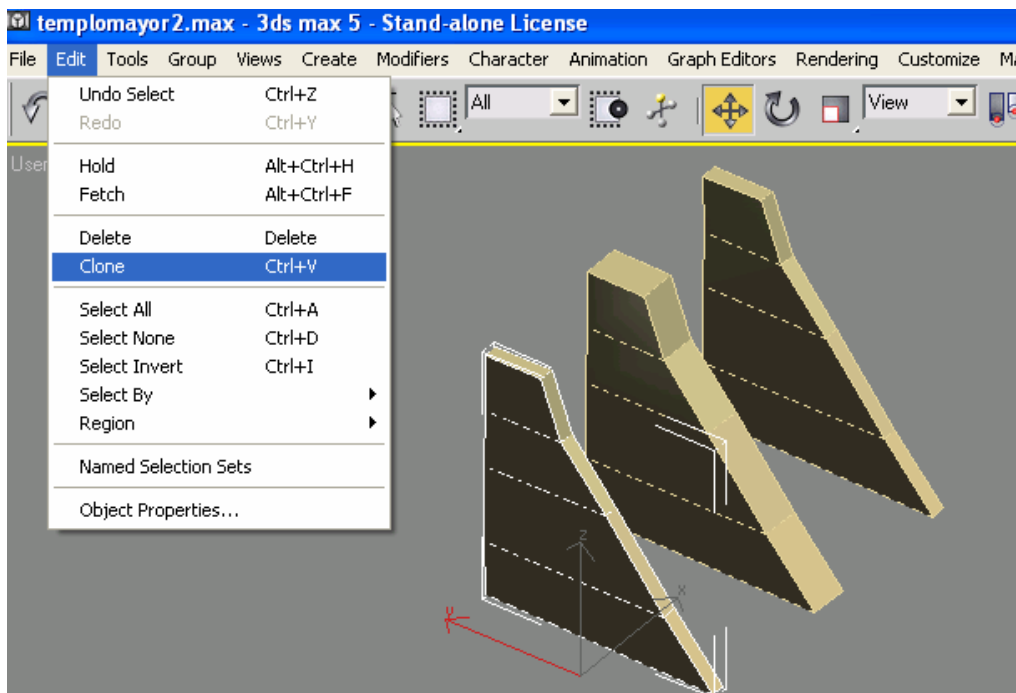 templomayor2.max - 3ds max 5 - Stand-alone License
File Edit Tools Group Views Create Modifiers Character Animation Graph Editors Rendering Customize
All View
User
Undo Select Ctrl+Z
Redo Ctrl+Y
Hold Alt+Ctrl+H
Fetch Alt+Ctrl+F
Delete Delete
Clone Ctrl+V
Select All Ctrl+A
Select None Ctrl+D
Select Invert Ctrl+I
Select By
Region
Named Selection Sets
Object Properties...
z
x
y